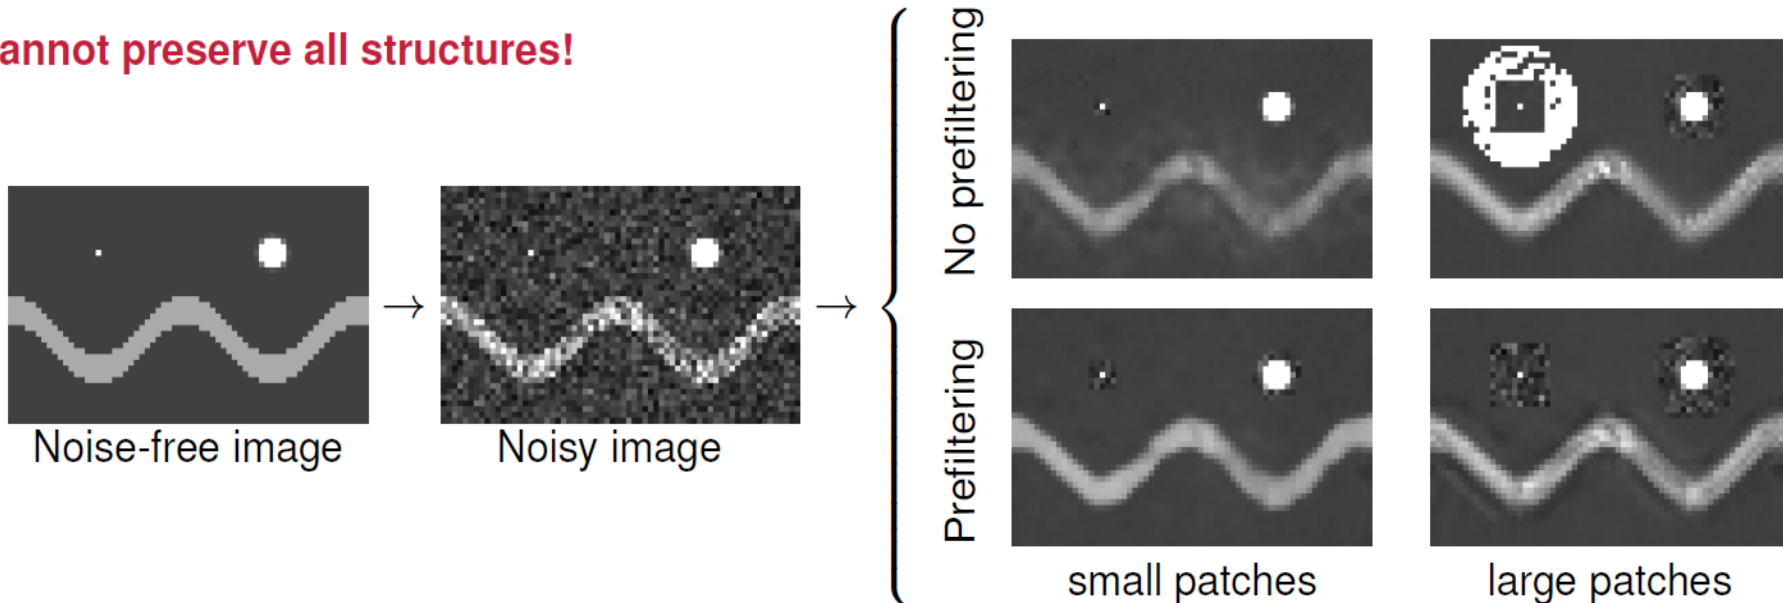 annot preserve all structures!
Noise-free image
→
Noisy image
→
No prefiltering
Prefiltering
small patches
large patches